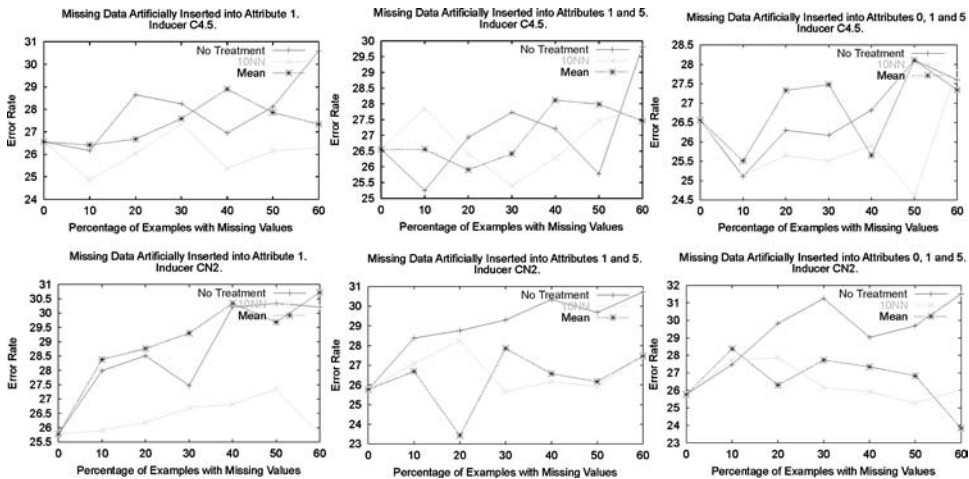 Missing Data Artificially Inserted into Attribute 1.
Inducer C4.5.
No Treatment
10NN
Mean
Error Rate
31
30
29
28
27
26
25
24
0 10 20 30 40 50 60
Percentage of Examples with Missing Values.
Missing Data Artificially Inserted into Attributes 1 and 5.
Inducer C4.5.
No Treatment
10NN
Mean
Error Rate
30
29.5
29
28.5
28
27.5
27
26.5
26
25.5
25
0 10 20 30 40 50 60
Percentage of Examples with Missing Values.
Missing Data Artificially Inserted into Attributes 0, 1 and 5
Inducer C4.5.
No Treatment
10NN
Mean
Error Rate
28.5
28
27.5
27
26.5
26
25.5
25
24.5
0 10 20 30 40 50 60
Percentage of Examples with Missing Values.
Missing Data Artificially Inserted into Attribute 1.
Inducer CN2.
No Treatment
10NN
Mean
Error Rate
31
30.5
30
29.5
29
28.5
28
27.5
27
26.5
26
25.5
0 10 20 30 40 50 60
Percentage of Examples with Missing Values.
Missing Data Artificially Inserted into Attributes 1 and 5.
Inducer CN2.
No Treatment
10NN
Mean
Error Rate
31
30
29
28
27
26
25
24
23
0 10 20 30 40 50 60
Percentage of Examples with Missing Values.
Missing Data Artificially Inserted into Attributes 0, 1 and 5.
Inducer CN2.
No Treatment
10NN
Mean
Error Rate
32
31
30
29
28
27
26
25
24
23
0 10 20 30 40 50 60
Percentage of Examples with Missing Values.